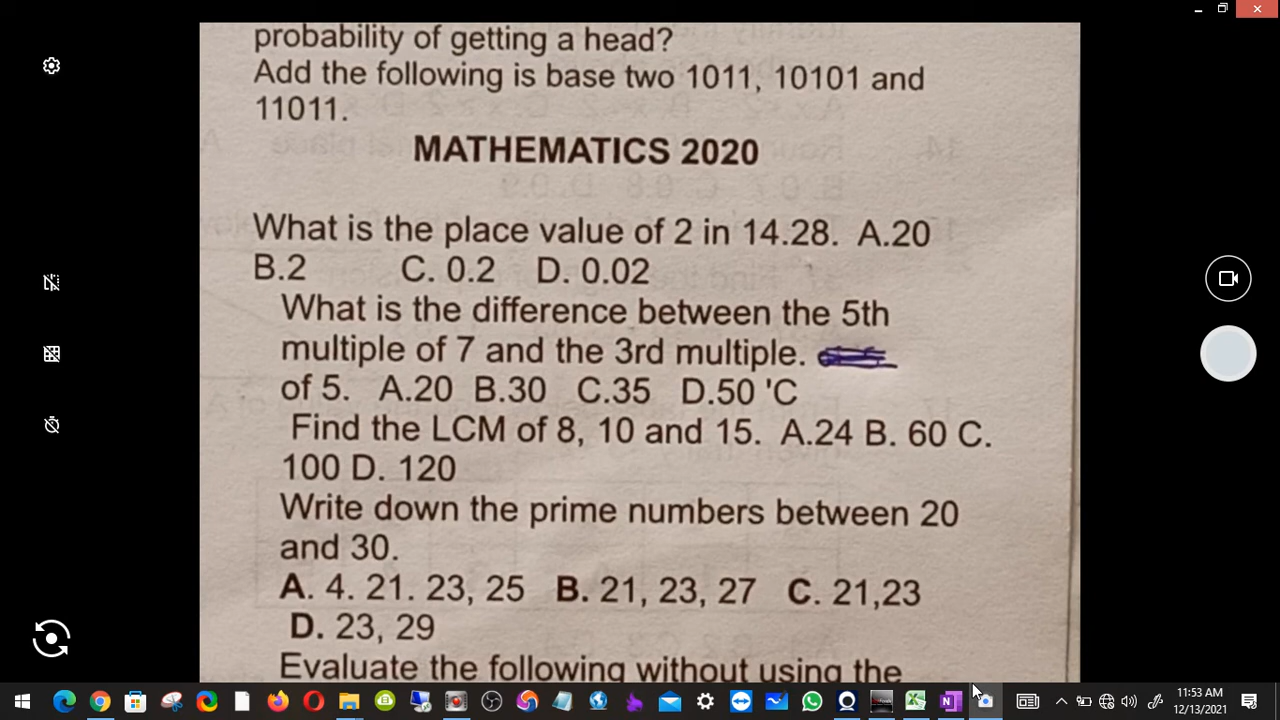 probability of getting a head?
Add the following is base two 1011, 10101 and
11011.
MATHEMATICS 2020
What is the place value of 2 in 14.28. A.20
B.2 C. 0.2 D. 0.02
What is the difference between the 5th
multiple of 7 and the 3rd multiple.
of 5. A.20 B.30 C.35 D.50 'C
Find the LCM of 8, 10 and 15. A.24 B. 60 C.
100 D. 120
Write down the prime numbers between 20
and 30.
A. 4. 21. 23, 25 B. 21, 23, 27 C. 21,23
D. 23, 29
Evaluate the following without using the
11:53 AM
12/13/2021